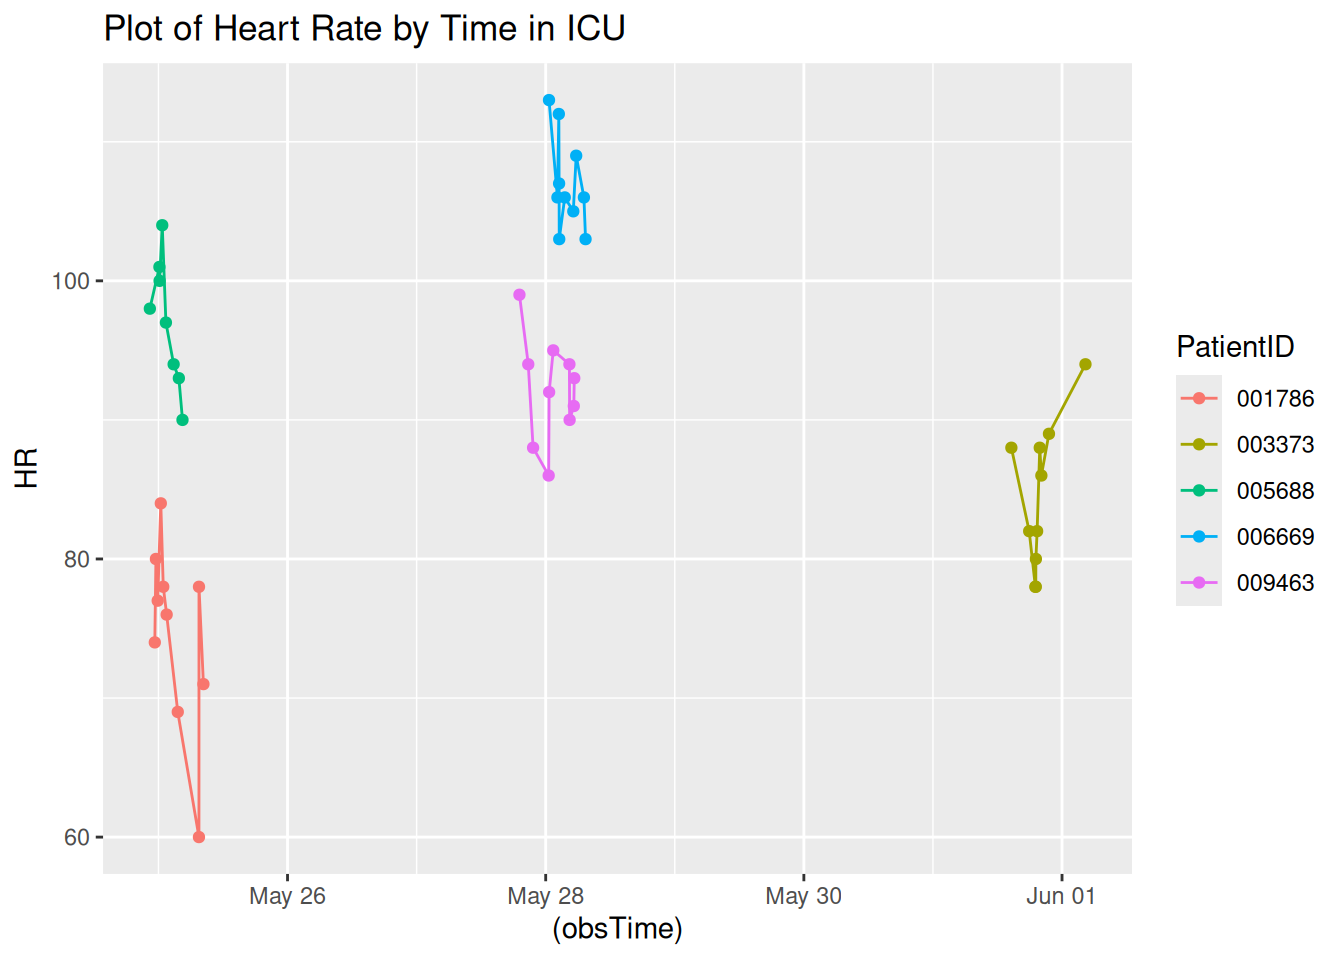 Plot of Heart Rate by Time in ICU
HR
100
80
60
May 26
May 28
May 30
Jun 01
(obsTime)
PatientID
001786
003373
005688
006669
009463